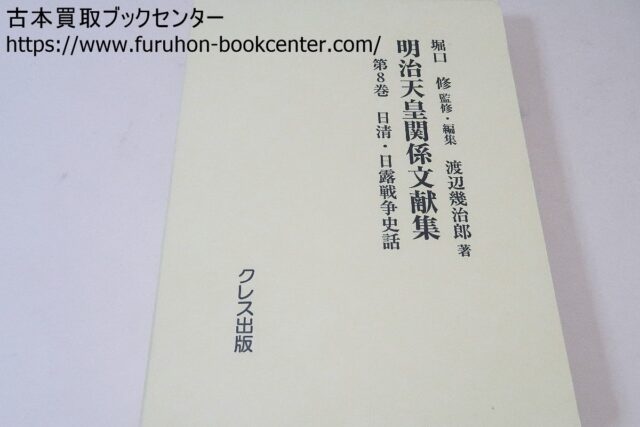 古本買取ブックセンター
https://www.furuhon-bookcenter.com/
堀口 修 監修・編集 渡辺幾治郎 著
明治天皇関係文献集
第8巻 日清・日露戦争史話
クレス出版